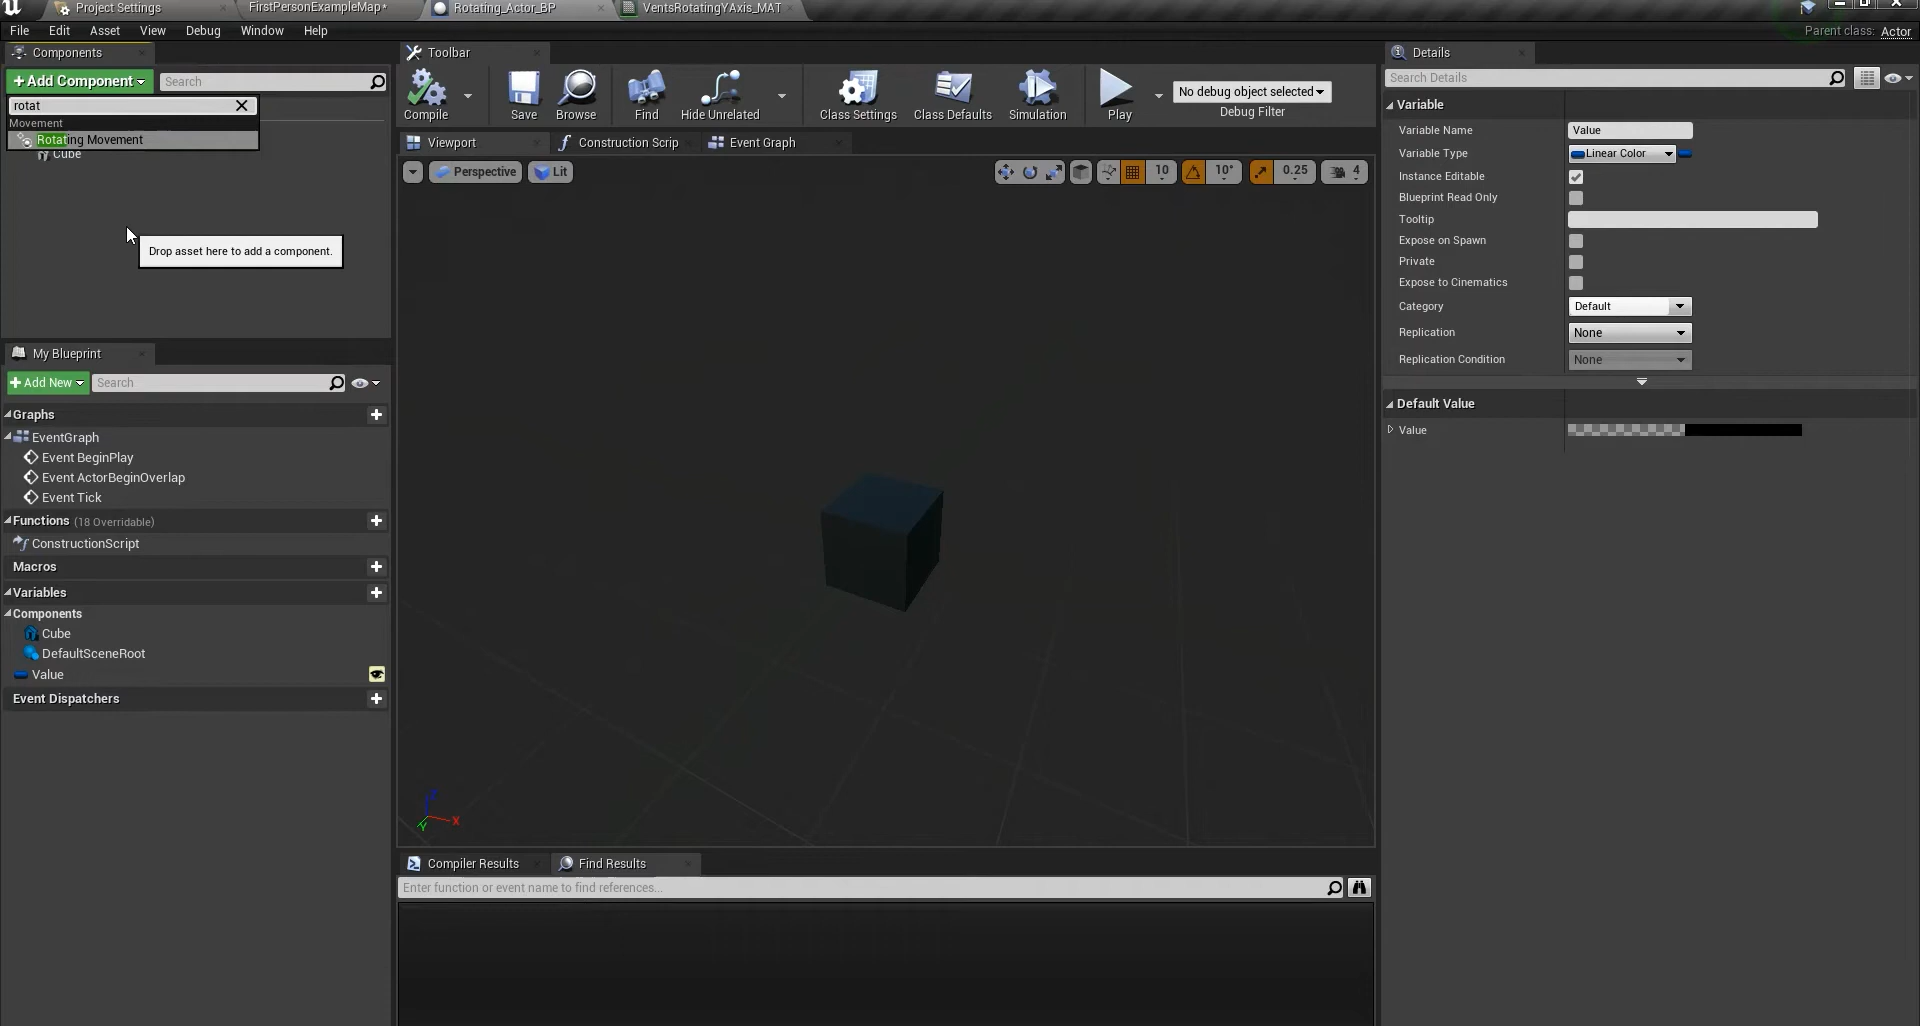 Project Settings
FirstPersonExampleMap*
Rotating_Actor_BP
VentsRotatingYAxis_MAT
File Edit Asset View Debug Window Help
Parent class: Actor
Components
+ Add Component
Search
rotat
Movement
Rotating Movement
Cube
Drop asset here to add a component.
My Blueprint
+ Add New
Search
Graphs
EventGraph
Event BeginPlay
Event ActorBeginOverlap
Event Tick
Functions (18 Overridable)
ConstructionScript
Macros
Variables
Components
Cube
DefaultSceneRoot
Value
Event Dispatchers
Toolbar
Compile
Save
Browse
Find
Hide Unrelated
Class Settings
Class Defaults
Simulation
Play
No debug object selected
Debug Filter
Viewport
Construction Scrip
Event Graph
Perspective
Lit
10
10°
0.25
4
Z
X
Y
Compiler Results
Find Results
Enter function or event name to find references...
Details
Search Details
Variable
Variable Name
Value
Variable Type
Linear Color
Instance Editable
Blueprint Read Only
Tooltip
Expose on Spawn
Private
Expose to Cinematics
Category
Default
Replication
None
Replication Condition
None
Default Value
Value